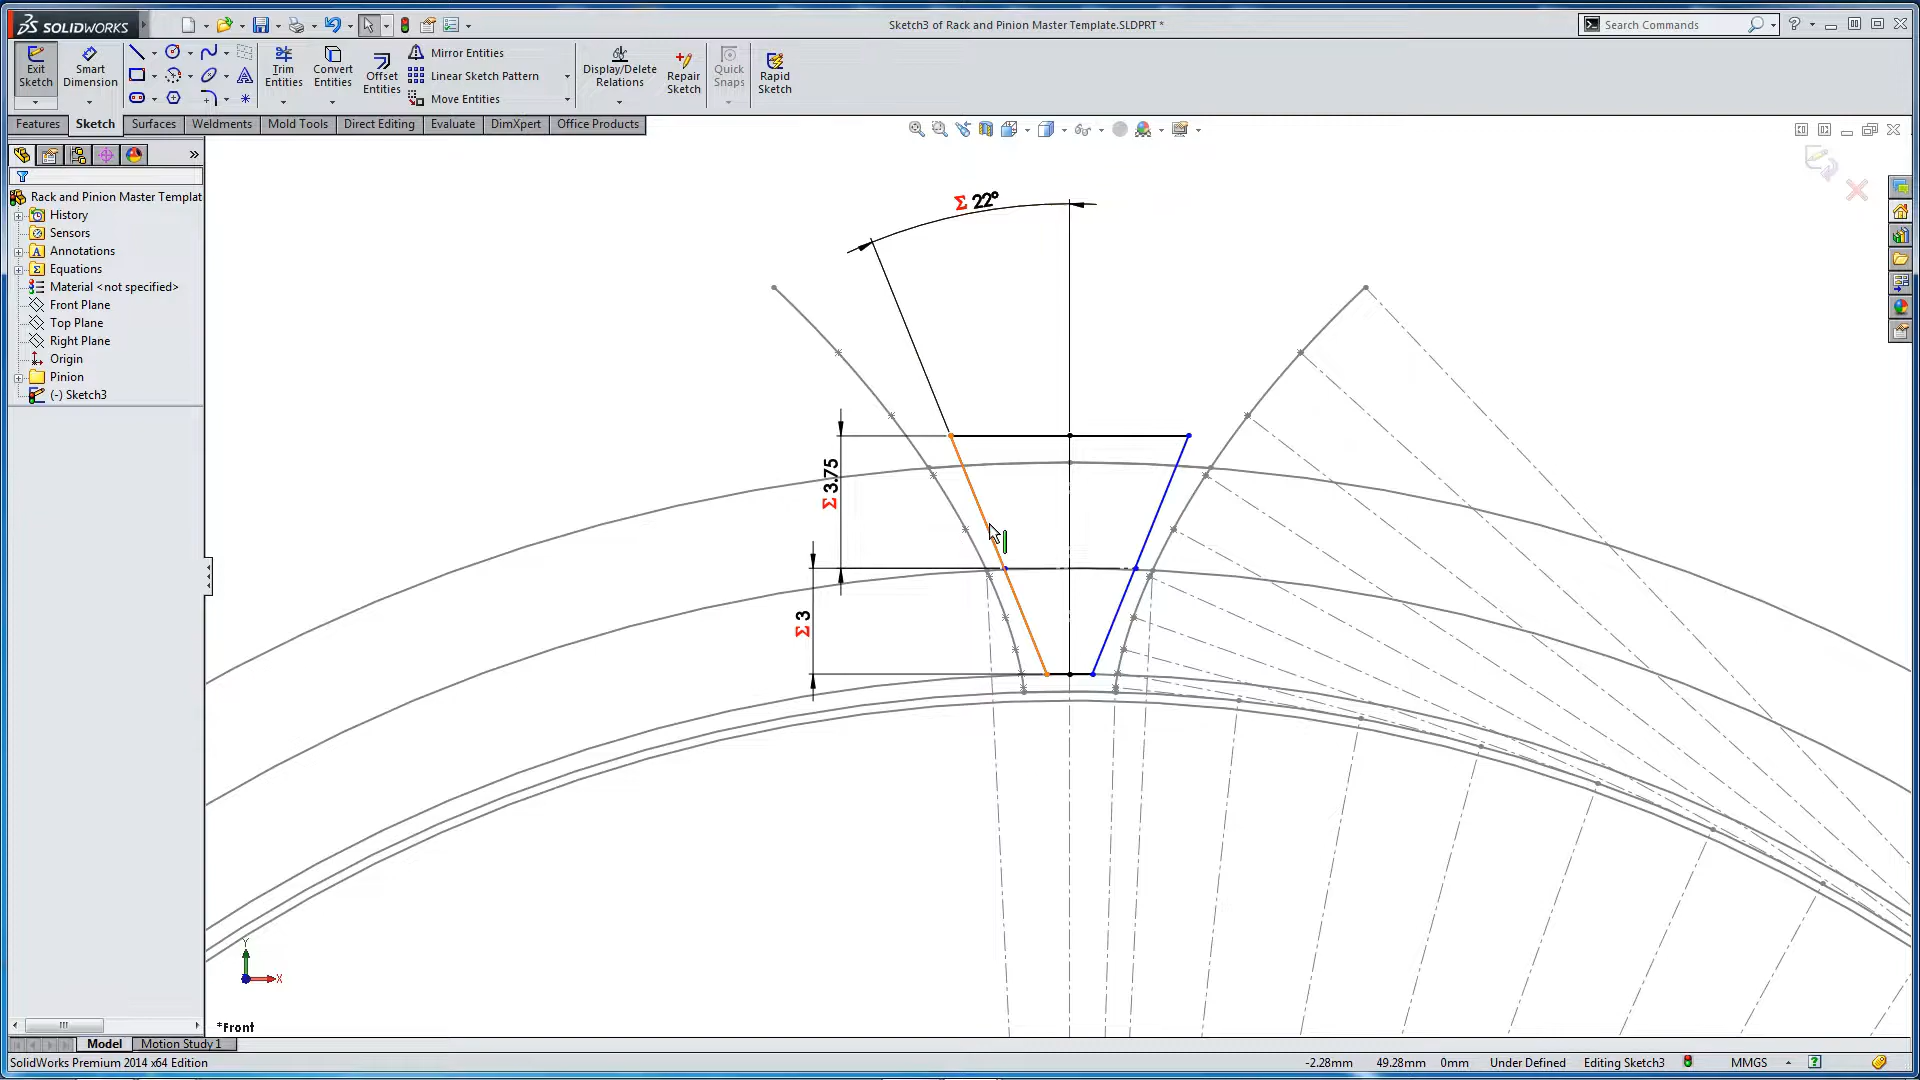 SOLIDWORKS
Sketch3 of Rack and Pinion Master Template.SLDPRT *
Search Commands
Exit Sketch
Smart Dimension
Trim Entities
Convert Entities
Offset Entities
Mirror Entities
Linear Sketch Pattern
Move Entities
Display/Delete Relations
Repair Sketch
Quick Snaps
Rapid Sketch
Features
Sketch
Surfaces
Weldments
Mold Tools
Direct Editing
Evaluate
DimXpert
Office Products
Rack and Pinion Master Templat
History
Sensors
Annotations
Equations
Material <not specified>
Front Plane
Top Plane
Right Plane
Origin
Pinion
(-) Sketch3
Σ 22°
Σ 3.75
Σ 3
Y
X
*Front
Model
Motion Study 1
SolidWorks Premium 2014 x64 Edition
-2.28mm
49.28mm
0mm
Under Defined
Editing Sketch3
MMGS